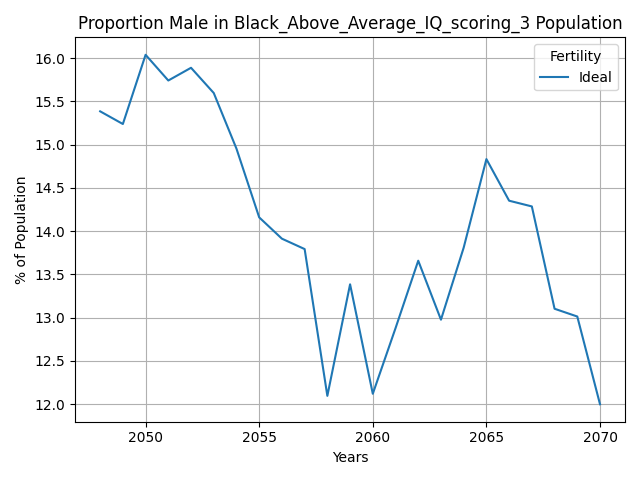 Proportion Male in Black_Above_Average_IQ_scoring_3 Population
Fertility
Ideal
% of Population
16.0
15.5
15.0
14.5
14.0
13.5
13.0
12.5
12.0
2050 2055 2060 2065 2070
Years